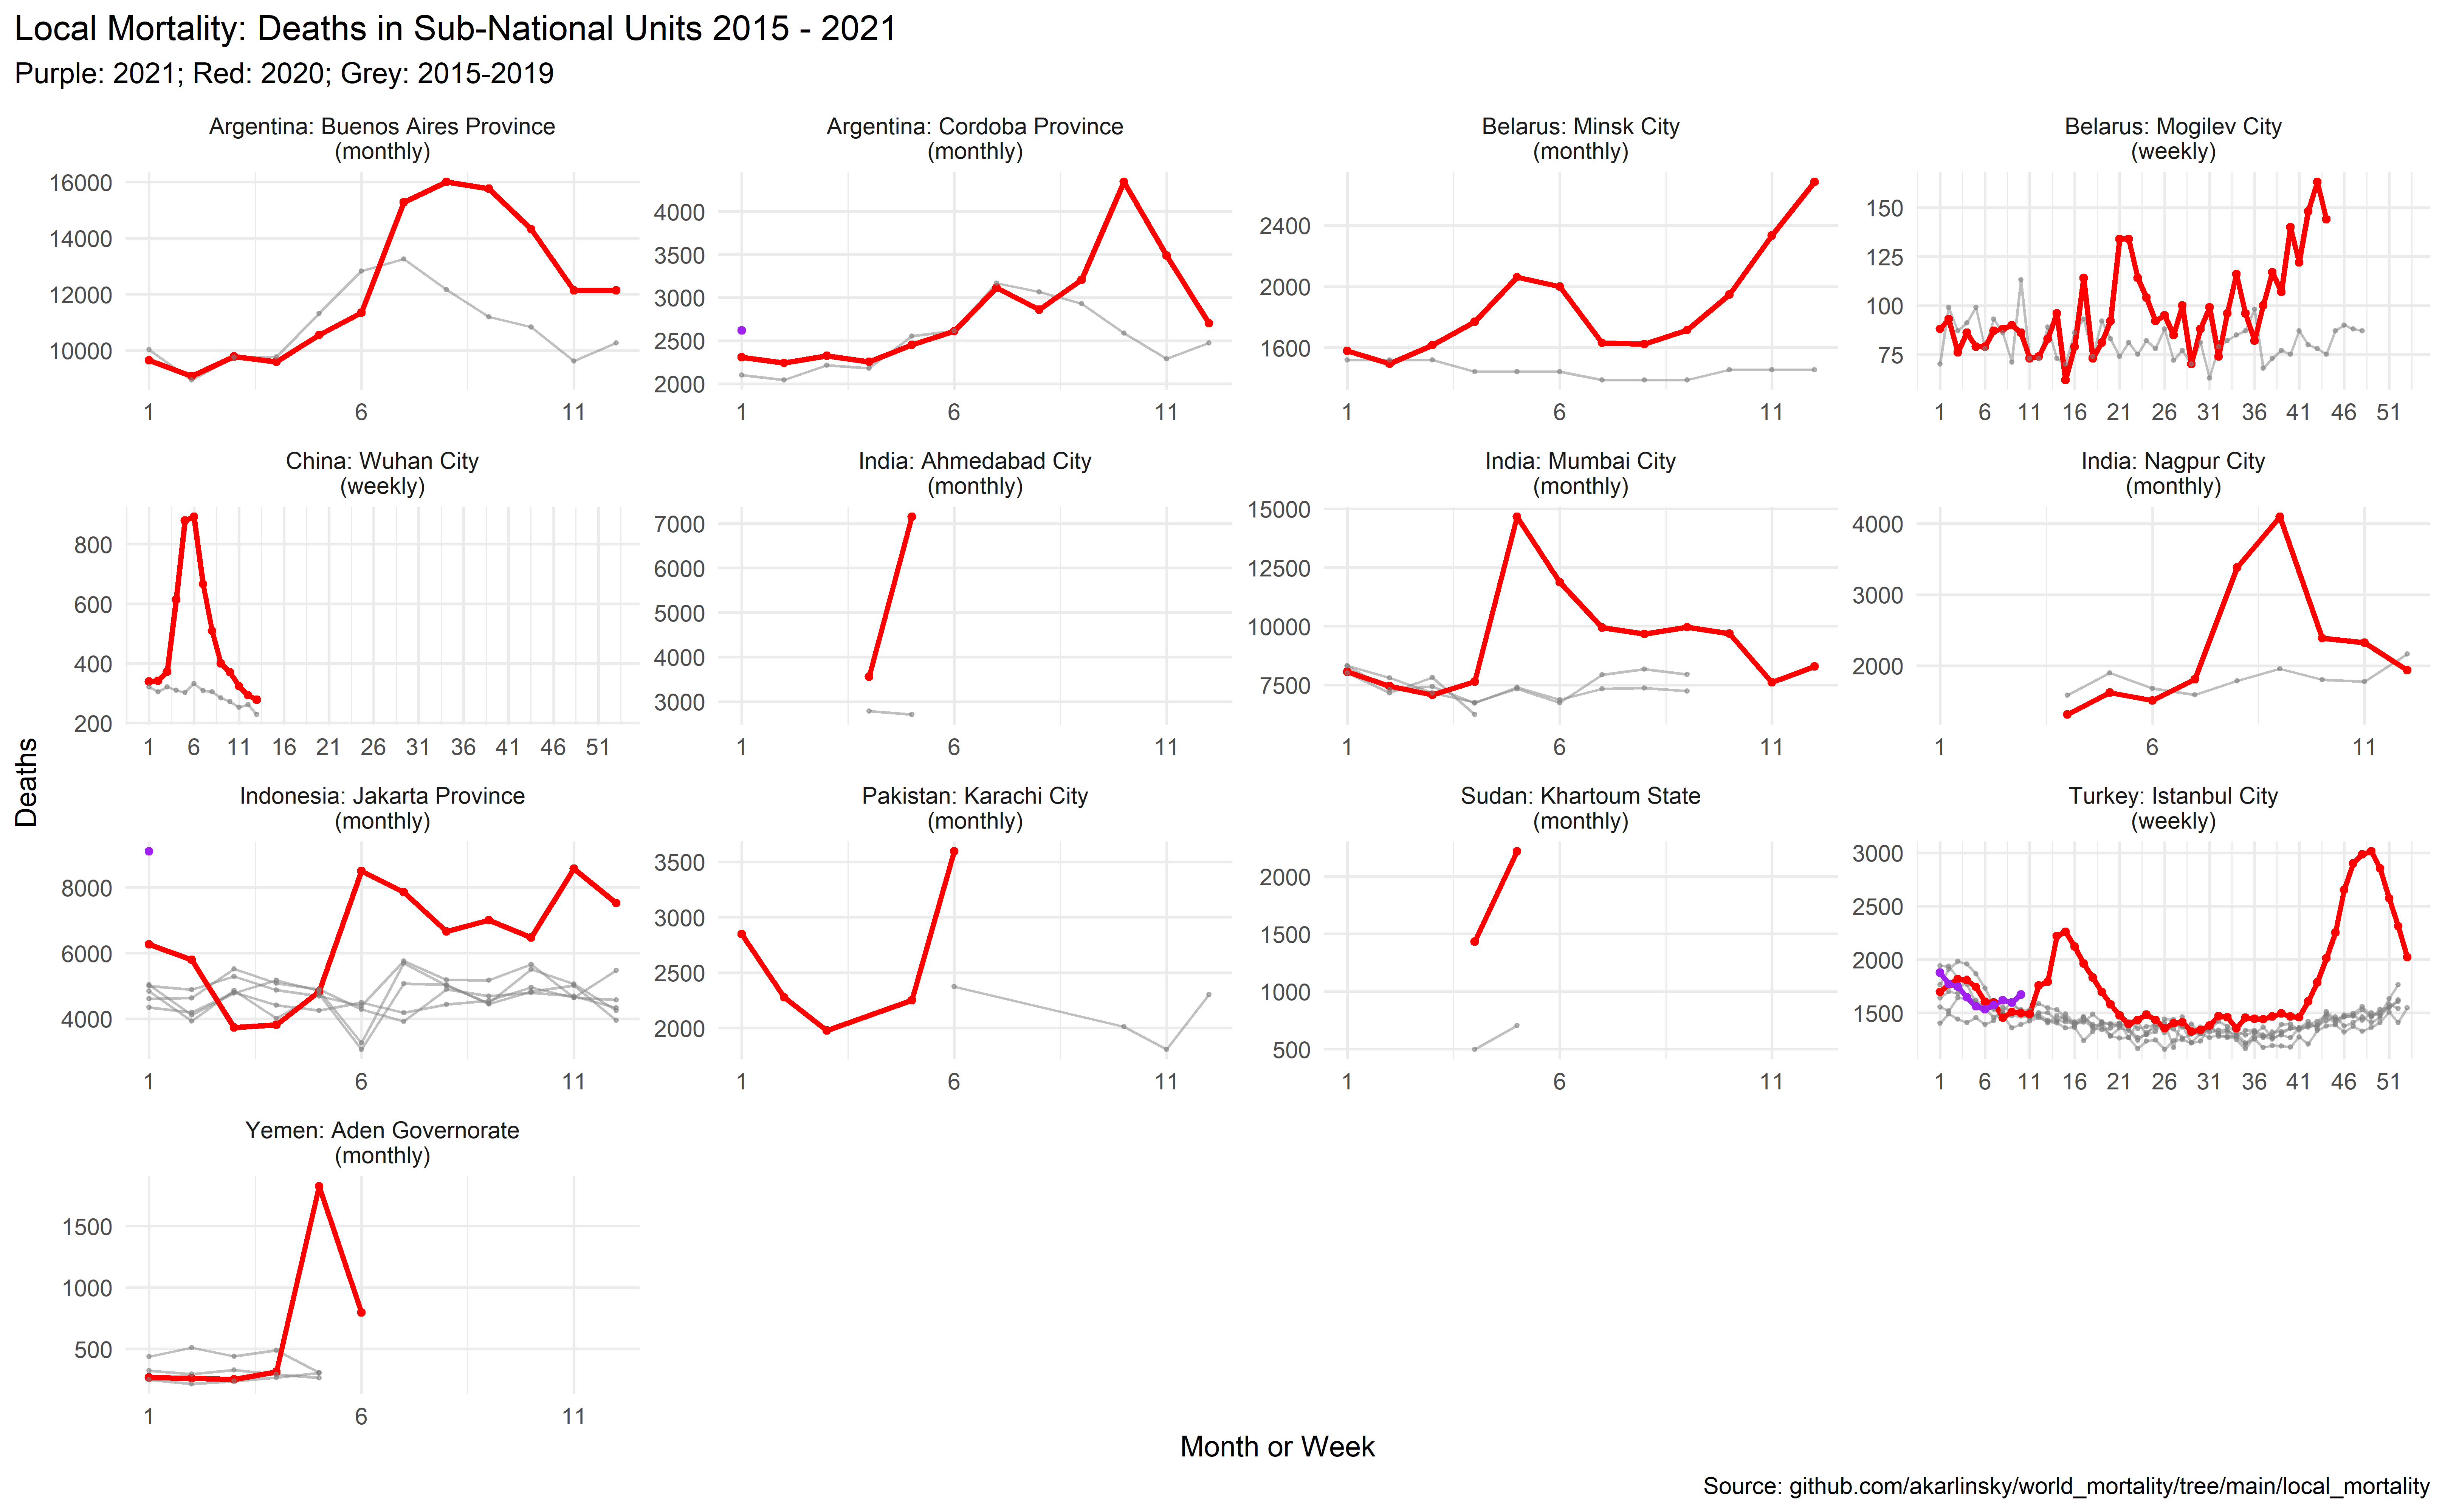 Local Mortality: Deaths in Sub-National Units 2015 - 2021
Purple: 2021; Red: 2020; Grey: 2015-2019
Argentina: Buenos Aires Province
(monthly)
16000
14000
12000
10000
1 6 11
Argentina: Cordoba Province
(monthly)
4000
3500
3000
2500
2000
1 6 11
Belarus: Minsk City
(monthly)
2400
2000
1600
1 6 11
Belarus: Mogilev City
(weekly)
150
125
100
75
1 6 11 16 21 26 31 36 41 46 51
China: Wuhan City
(weekly)
800
600
400
200
1 6 11 16 21 26 31 36 41 46 51
India: Ahmedabad City
(monthly)
7000
6000
5000
4000
3000
1 6 11
India: Mumbai City
(monthly)
15000
12500
10000
7500
1 6 11
India: Nagpur City
(monthly)
4000
3000
2000
1 6 11
Deaths
Indonesia: Jakarta Province
(monthly)
8000
6000
4000
1 6 11
Pakistan: Karachi City
(monthly)
3500
3000
2500
2000
1 6 11
Sudan: Khartoum State
(monthly)
2000
1500
1000
500
1 6 11
Turkey: Istanbul City
(weekly)
3000
2500
2000
1500
1 6 11 16 21 26 31 36 41 46 51
Yemen: Aden Governorate
(monthly)
1500
1000
500
1 6 11
Month or Week
Source: github.com/akarlinsky/world_mortality/tree/main/local_mortality